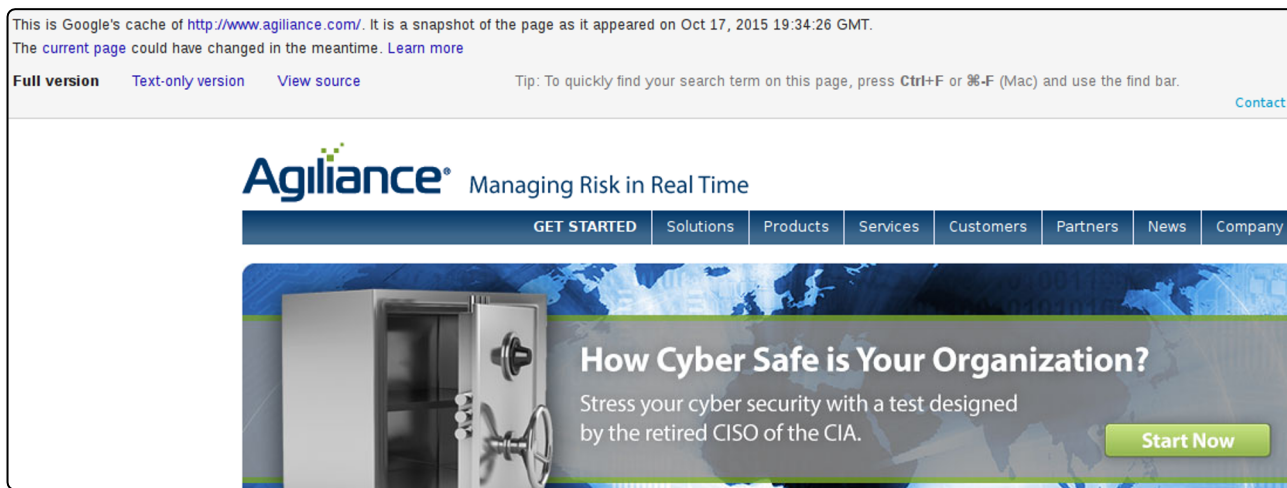 This is Google's cache of http://www.agiliance.com/. It is a snapshot of the page as it appeared on Oct 17, 2015 19:34:26 GMT.
The current page could have changed in the meantime. Learn more
Full version Text-only version View source Tip: To quickly find your search term on this page, press Ctrl+F or ⌘-F (Mac) and use the find bar.
Contact
Agiliance® Managing Risk in Real Time
GET STARTED Solutions Products Services Customers Partners News Company
How Cyber Safe is Your Organization?
Stress your cyber security with a test designed
by the retired CISO of the CIA.
Start Now